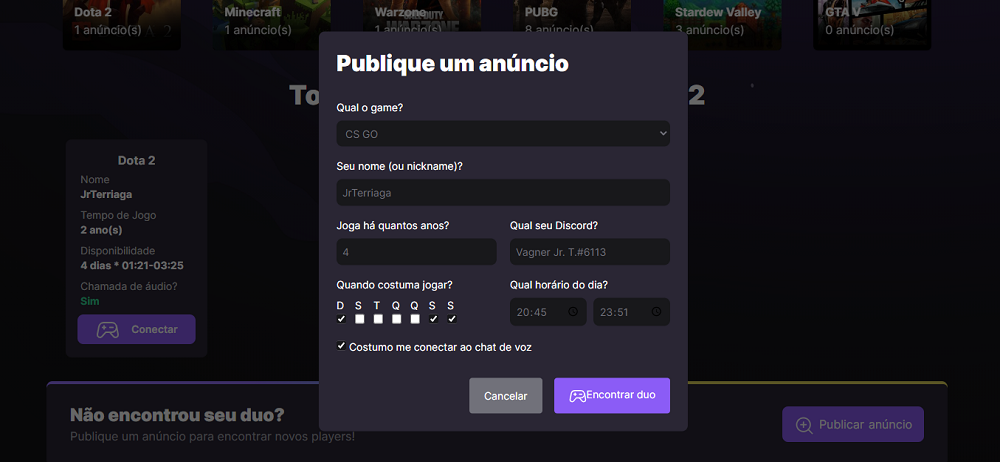 Dota 2
1 anúncio(s)
Minecraft
1 anúncio(s)
Warzone
1 anúncio(s)
PUBG
8 anúncio(s)
Stardew Valley
3 anúncio(s)
GTA V
0 anúncio(s)
2
Dota 2
Nome
JrTerriaga
Tempo de Jogo
2 ano(s)
Disponibilidade
4 dias * 01:21-03:25
Chamada de áudio?
Sim
Conectar
Publique um anúncio
Qual o game?
CS GO
Seu nome (ou nickname)?
JrTerriaga
Joga há quantos anos? Qual seu Discord?
4 Vagner Jr. T.#6113
Quando costuma jogar? Qual horário do dia?
D S T Q Q S S
20:45 23:51
Costumo me conectar ao chat de voz
Cancelar Encontrar duo
Não encontrou seu duo?
Publique um anúncio para encontrar novos players!
Publicar anúncio